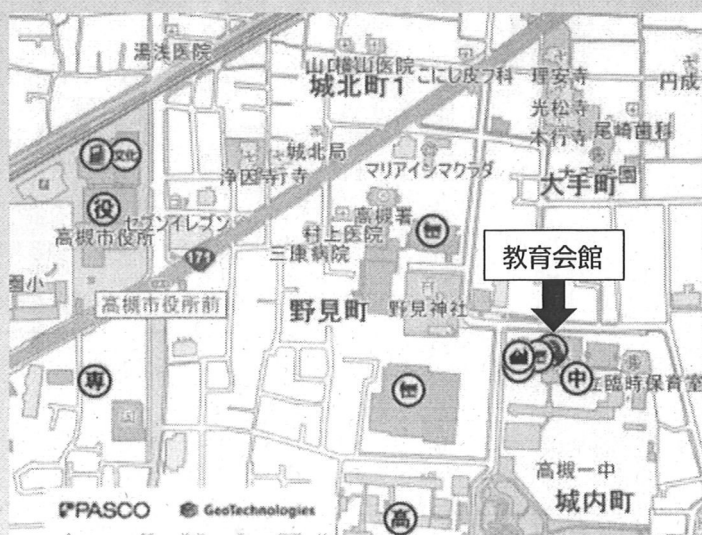 湯浅医院
山口横山医院
こにし皮フ科
理安寺
円成
城北町1
光松寺
本行寺
尾崎歯科
文化
城北局
マリアイシマクラダ
大手町
役
セブンイレブン
高槻署
高槻市役所
村上医院
三康病院
171
教育会館
園小
高槻市役所前
野見町
野見神社
専
中
臨時保育室
高槻一中
城内町
高
PASCO
GeoTechnologies